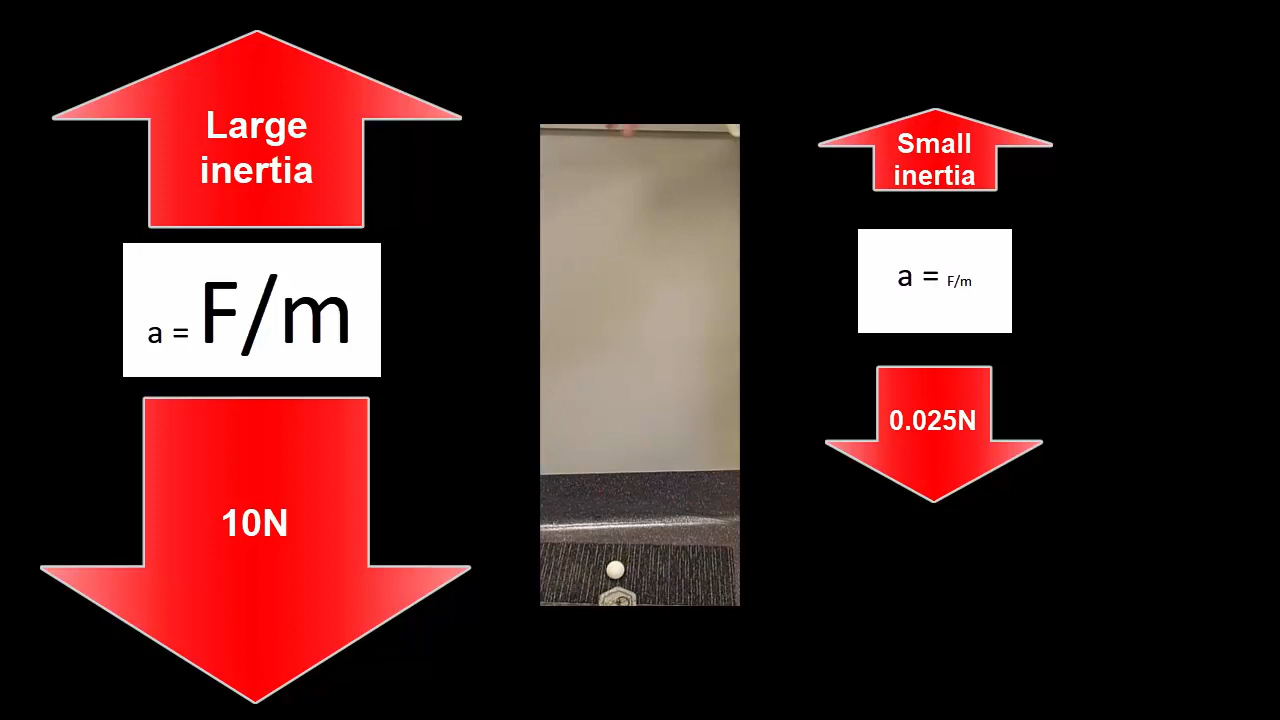 Large
inertia
a = F/m
10N
Small
inertia
a = F/m
0.025N